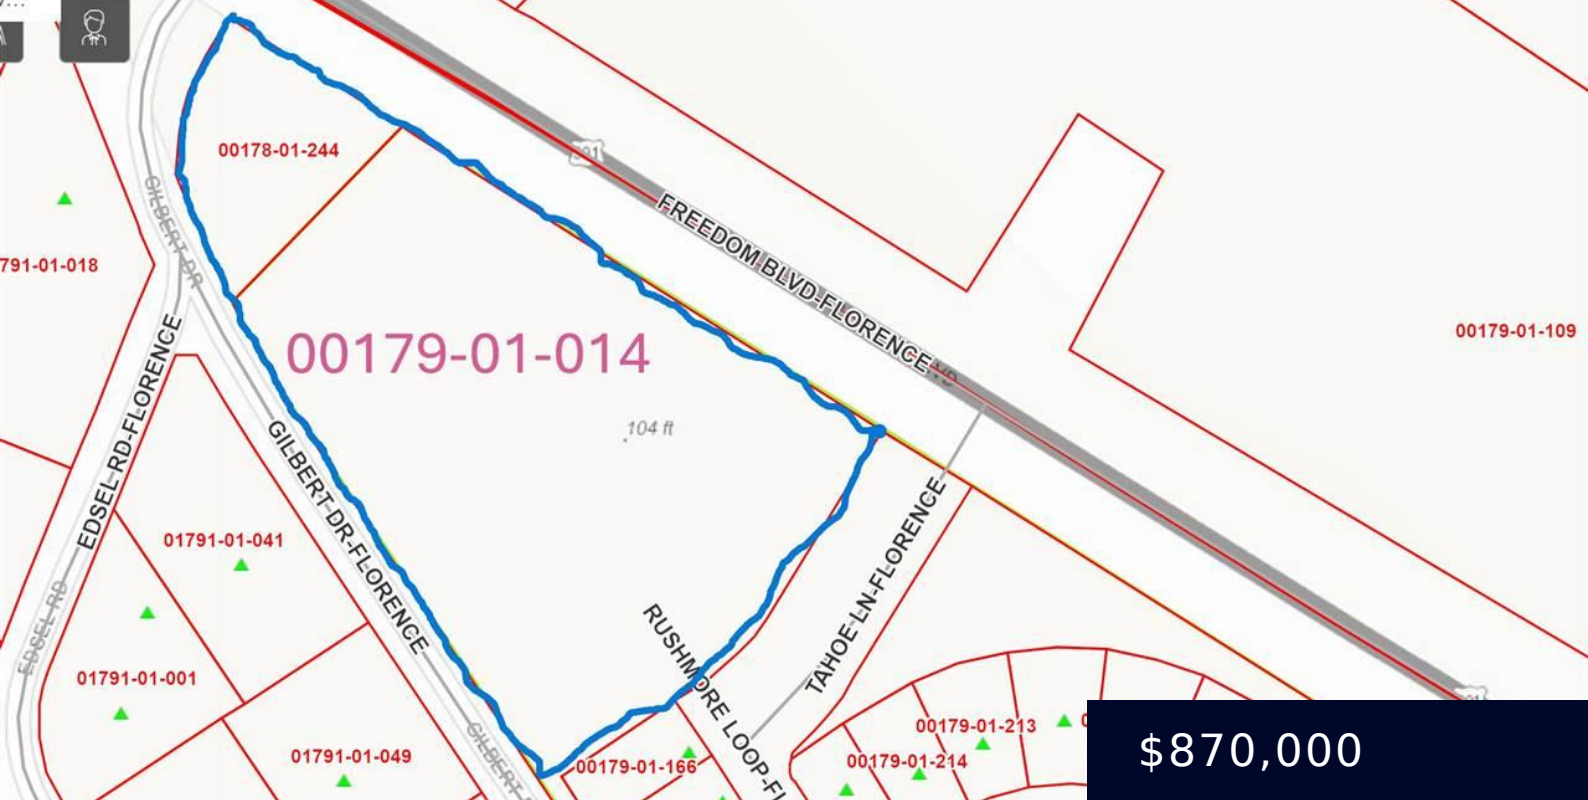 00178-01-244
GILBERT DR
791-01-018
FREEDOM BLVD-FLORENCE
00179-01-109
00179-01-014
EDSEL RD-FLORENCE
104 ft
GILBERT DR-FLORENCE
TAHOE LN-FLORENCE
01791-01-041
EDSEL RD
RUSHMORE LOOP-FL
01791-01-001
00179-01-213
GILBERT
01791-01-049
00179-01-166
00179-01-214
$870,000